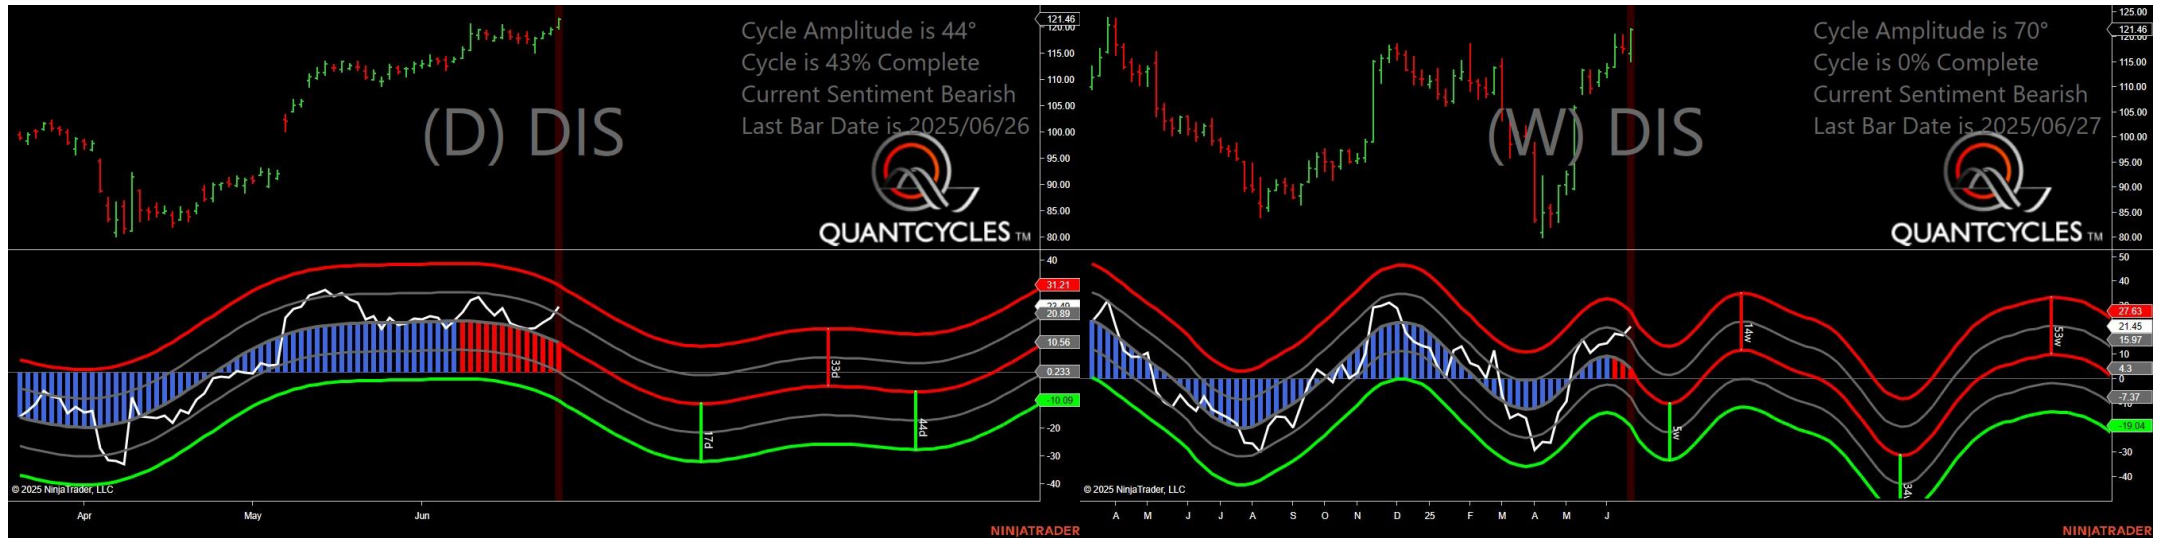 Cycle Amplitude is 44°
Cycle is 43% Complete
Current Sentiment Bearish
Last Bar Date is 2025/06/26
(D) DIS
QUANTCYCLES TM
121.46
120.00
115.00
110.00
105.00
100.00
95.00
90.00
85.00
80.00
40
31.21
20.89
10.56
0.233
-10.09
-20
-30
-40
17d
33d
44d
© 2025 NinjaTrader, LLC
Apr
May
Jun
NINJATRADER
Cycle Amplitude is 70°
Cycle is 0% Complete
Current Sentiment Bearish
Last Bar Date is 2025/06/27
(W) DIS
QUANTCYCLES TM
125.00
121.46
120.00
115.00
110.00
105.00
100.00
95.00
90.00
85.00
80.00
50
40
27.63
21.45
15.97
10
4.3
0
-7.37
-19.04
-30
-40
5w
14w
53w
© 2025 NinjaTrader, LLC
A M J J A S O N D 25 F M A M J
NINJATRADER